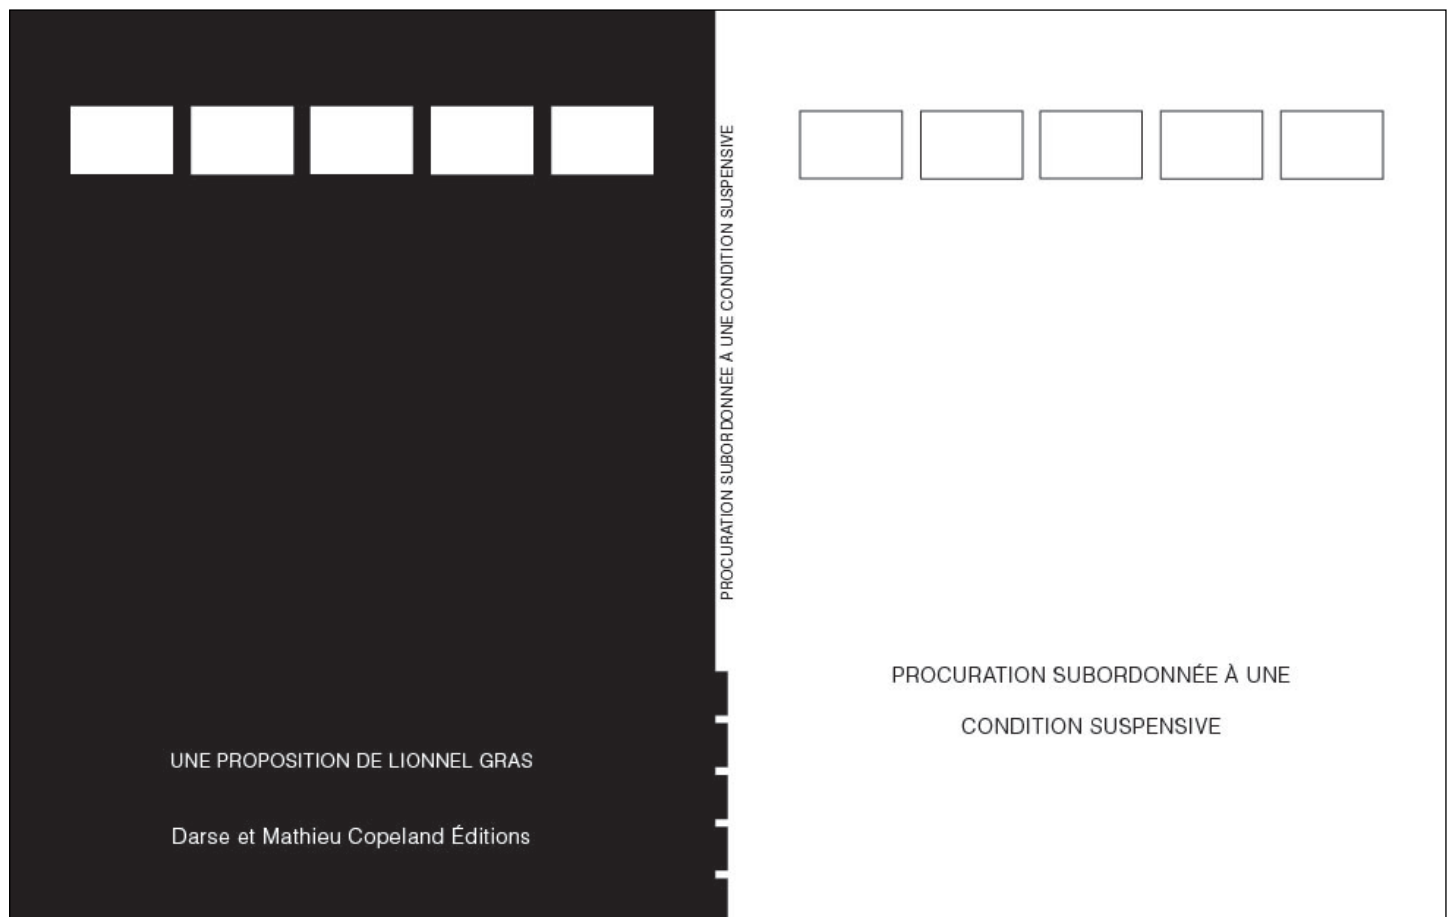 UNE PROPOSITION DE LIONNEL GRAS
Darse et Mathieu Copeland Éditions
PROCURATION SUBORDONNÉE À UNE CONDITION SUSPENSIVE
PROCURATION SUBORDONNÉE À UNE
CONDITION SUSPENSIVE